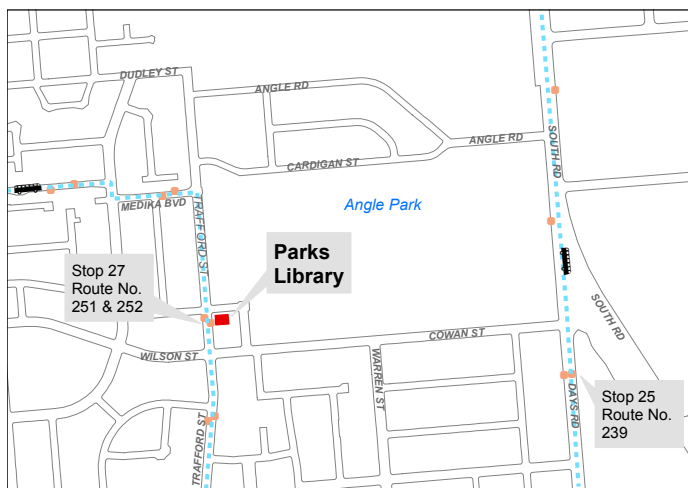 DUDLEY ST
ANGLE RD
ANGLE RD
SOUTH RD
CARDIGAN ST
MEDIKA BVD
TRAFFORD ST
Angle Park
Parks
Library
Stop 27
Route No.
251 & 252
SOUTH RD
COWAN ST
WILSON ST
WARREN ST
Stop 25
Route No.
239
DAYS RD
TRAFFORD ST